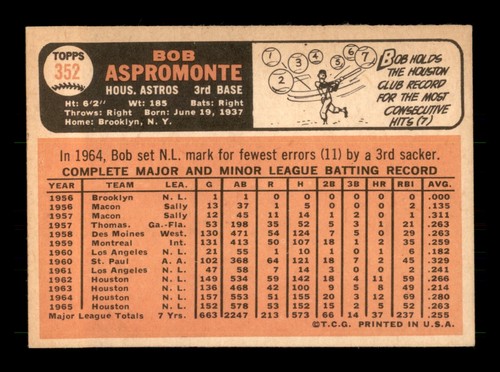 TOPPS
352
BOB
ASPROMONTE
HOUS. ASTROS 3rd BASE
Ht: 6'2" Wt: 185 Bats: Right
Throws: Right Born: June 19, 1937
Home: Brooklyn, N. Y.
1 2 3 4 5 6 7
BOB HOLDS
THE HOUSTON
CLUB RECORD
FOR THE MOST
CONSECUTIVE
HITS (7)
In 1964, Bob set N.L. mark for fewest errors (11) by a 3rd sacker.
COMPLETE MAJOR AND MINOR LEAGUE BATTING RECORD
YEAR TEAM LEA. G AB R H 2B 3B HR RBI AVG.
1956 Brooklyn N. L. 1 1 0 0 0 0 0 0 .000
1956 Macon Sally 13 37 2 5 0 0 0 2 .135
1957 Macon Sally 12 45 11 14 2 0 1 3 .311
1957 Thomas. Ga.-Fla. 53 198 35 52 5 3 1 21 .263
1958 Des Moines West. 130 471 54 124 7 5 0 29 .263
1959 Montreal Int. 131 413 50 107 18 1 2 35 .259
1960 Los Angeles N. L. 21 55 1 10 1 0 1 6 .182
1960 St. Paul A. A. 102 368 64 121 18 2 6 45 .329
1961 Los Angeles N. L. 47 58 7 14 3 0 0 2 .241
1962 Houston N. L. 149 534 59 142 18 4 11 59 .266
1963 Houston N. L. 136 468 42 100 9 5 8 49 .214
1964 Houston N. L. 157 553 51 155 20 3 12 69 .280
1965 Houston N. L. 152 578 53 152 15 2 5 52 .263
Major League Totals 7 Yrs. 663 2247 213 573 66 14 37 237 .255
©T.C.G. PRINTED IN U.S.A.